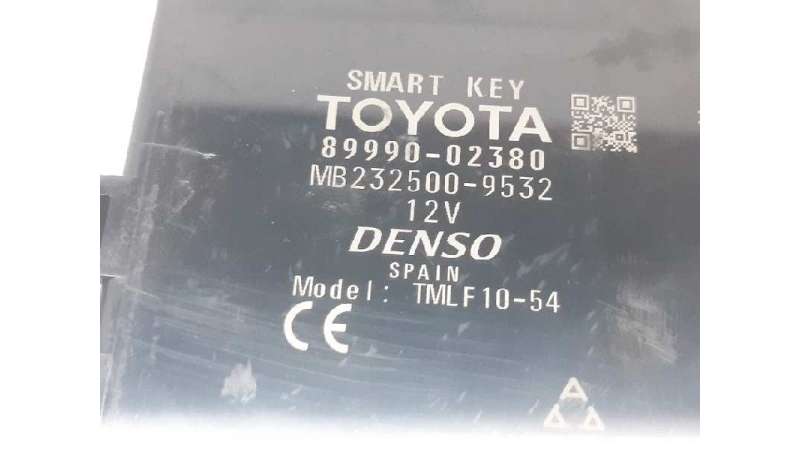 SMART KEY
TOYOTA
89990-02380
MB232500-9532
12V
DENSO
SPAIN
Model: TMLF10-54
CE